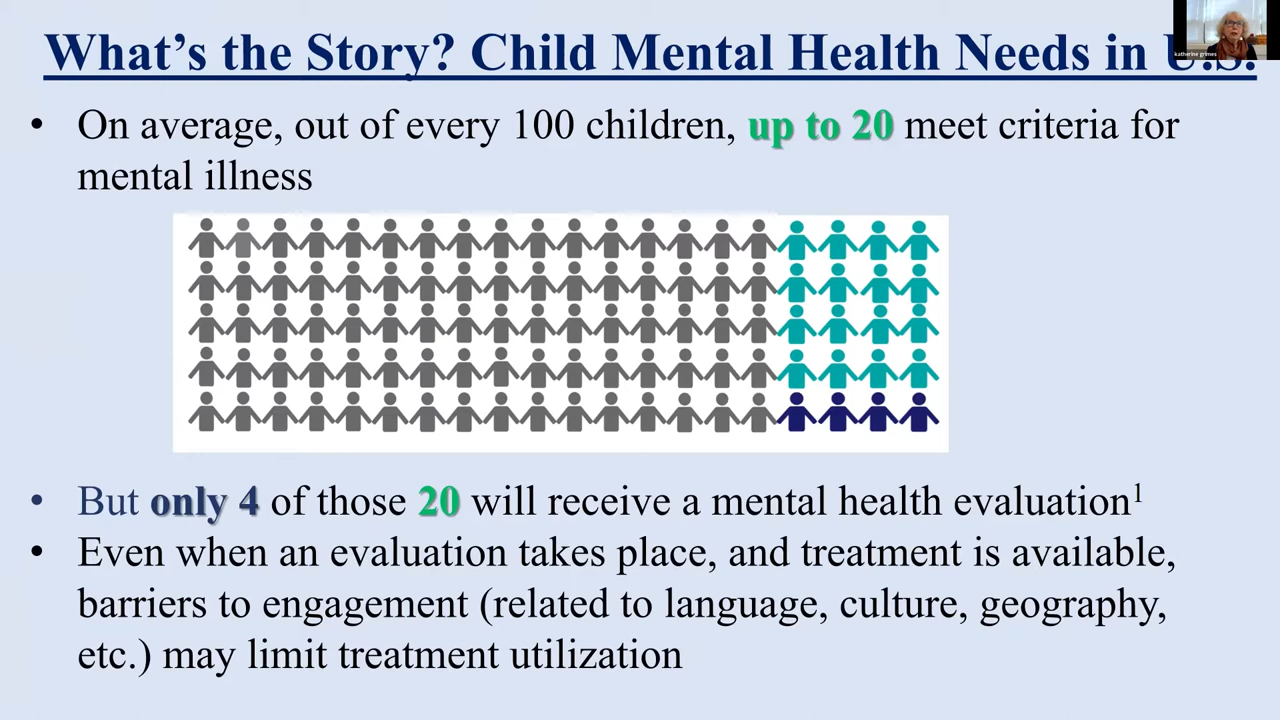 What's the Story? Child Mental Health Needs in U.S.
katherine grimes
• On average, out of every 100 children, up to 20 meet criteria for
mental illness
• But only 4 of those 20 will receive a mental health evaluation¹
• Even when an evaluation takes place, and treatment is available,
barriers to engagement (related to language, culture, geography,
etc.) may limit treatment utilization